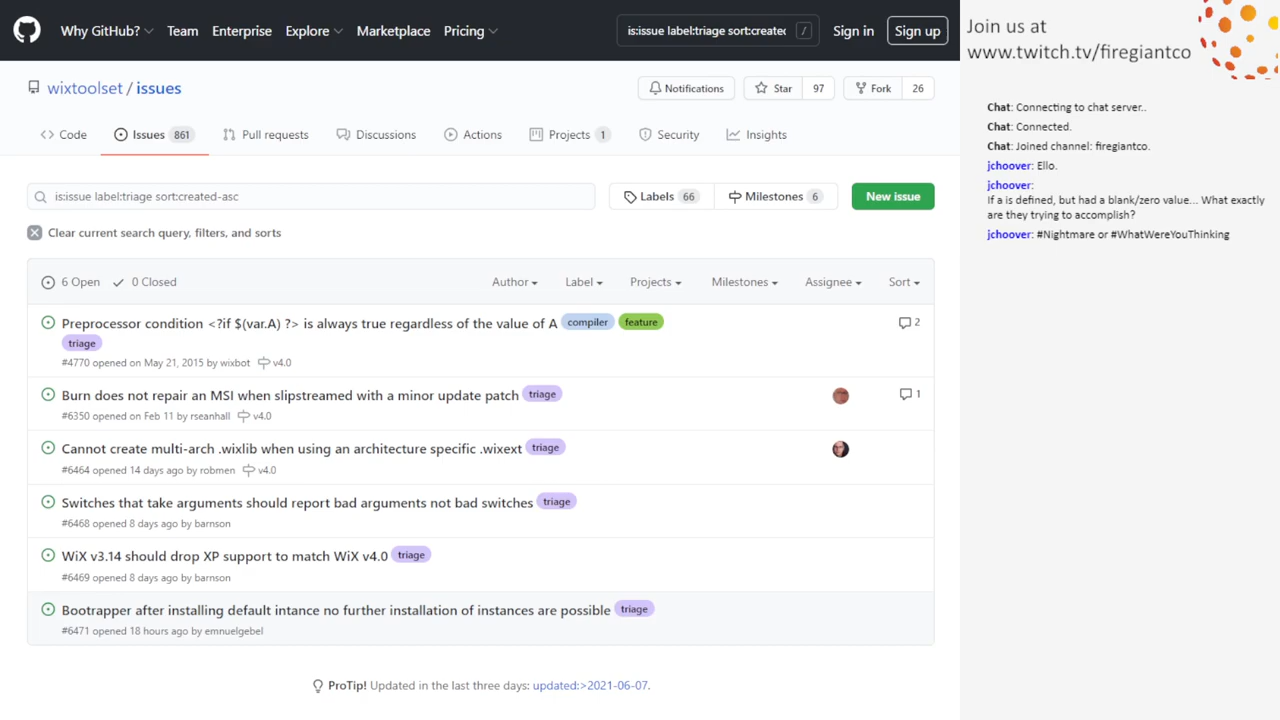 Why GitHub? Team Enterprise Explore Marketplace Pricing
is:issue label:triage sort:created / Sign in Sign up
wixtoolset / issues
Notifications Star 97 Fork 26
Code Issues 861 Pull requests Discussions Actions Projects 1 Security Insights
is:issue label:triage sort:created-asc
Labels 66 Milestones 6 New issue
Clear current search query, filters, and sorts
6 Open 0 Closed Author Label Projects Milestones Assignee Sort
Preprocessor condition <?if $(var.A) ?> is always true regardless of the value of A compiler feature 2
triage
#4770 opened on May 21, 2015 by wixbot v4.0
Burn does not repair an MSI when slipstreamed with a minor update patch triage 1
#6350 opened on Feb 11 by rseanhall v4.0
Cannot create multi-arch .wixlib when using an architecture specific .wixext triage
#6464 opened 14 days ago by robmen v4.0
Switches that take arguments should report bad arguments not bad switches triage
#6468 opened 8 days ago by barnson
WiX v3.14 should drop XP support to match WiX v4.0 triage
#6469 opened 8 days ago by barnson
Bootrapper after installing default intance no further installation of instances are possible triage
#6471 opened 18 hours ago by emnuelgebel
ProTip! Updated in the last three days: updated:>2021-06-07.
Join us at
www.twitch.tv/firegiantco
Chat: Connecting to chat server..
Chat: Connected.
Chat: Joined channel: firegiantco.
jchoover: Ello.
jchoover:
If a is defined, but had a blank/zero value... What exactly
are they trying to accomplish?
jchoover: #Nightmare or #WhatWereYouThinking